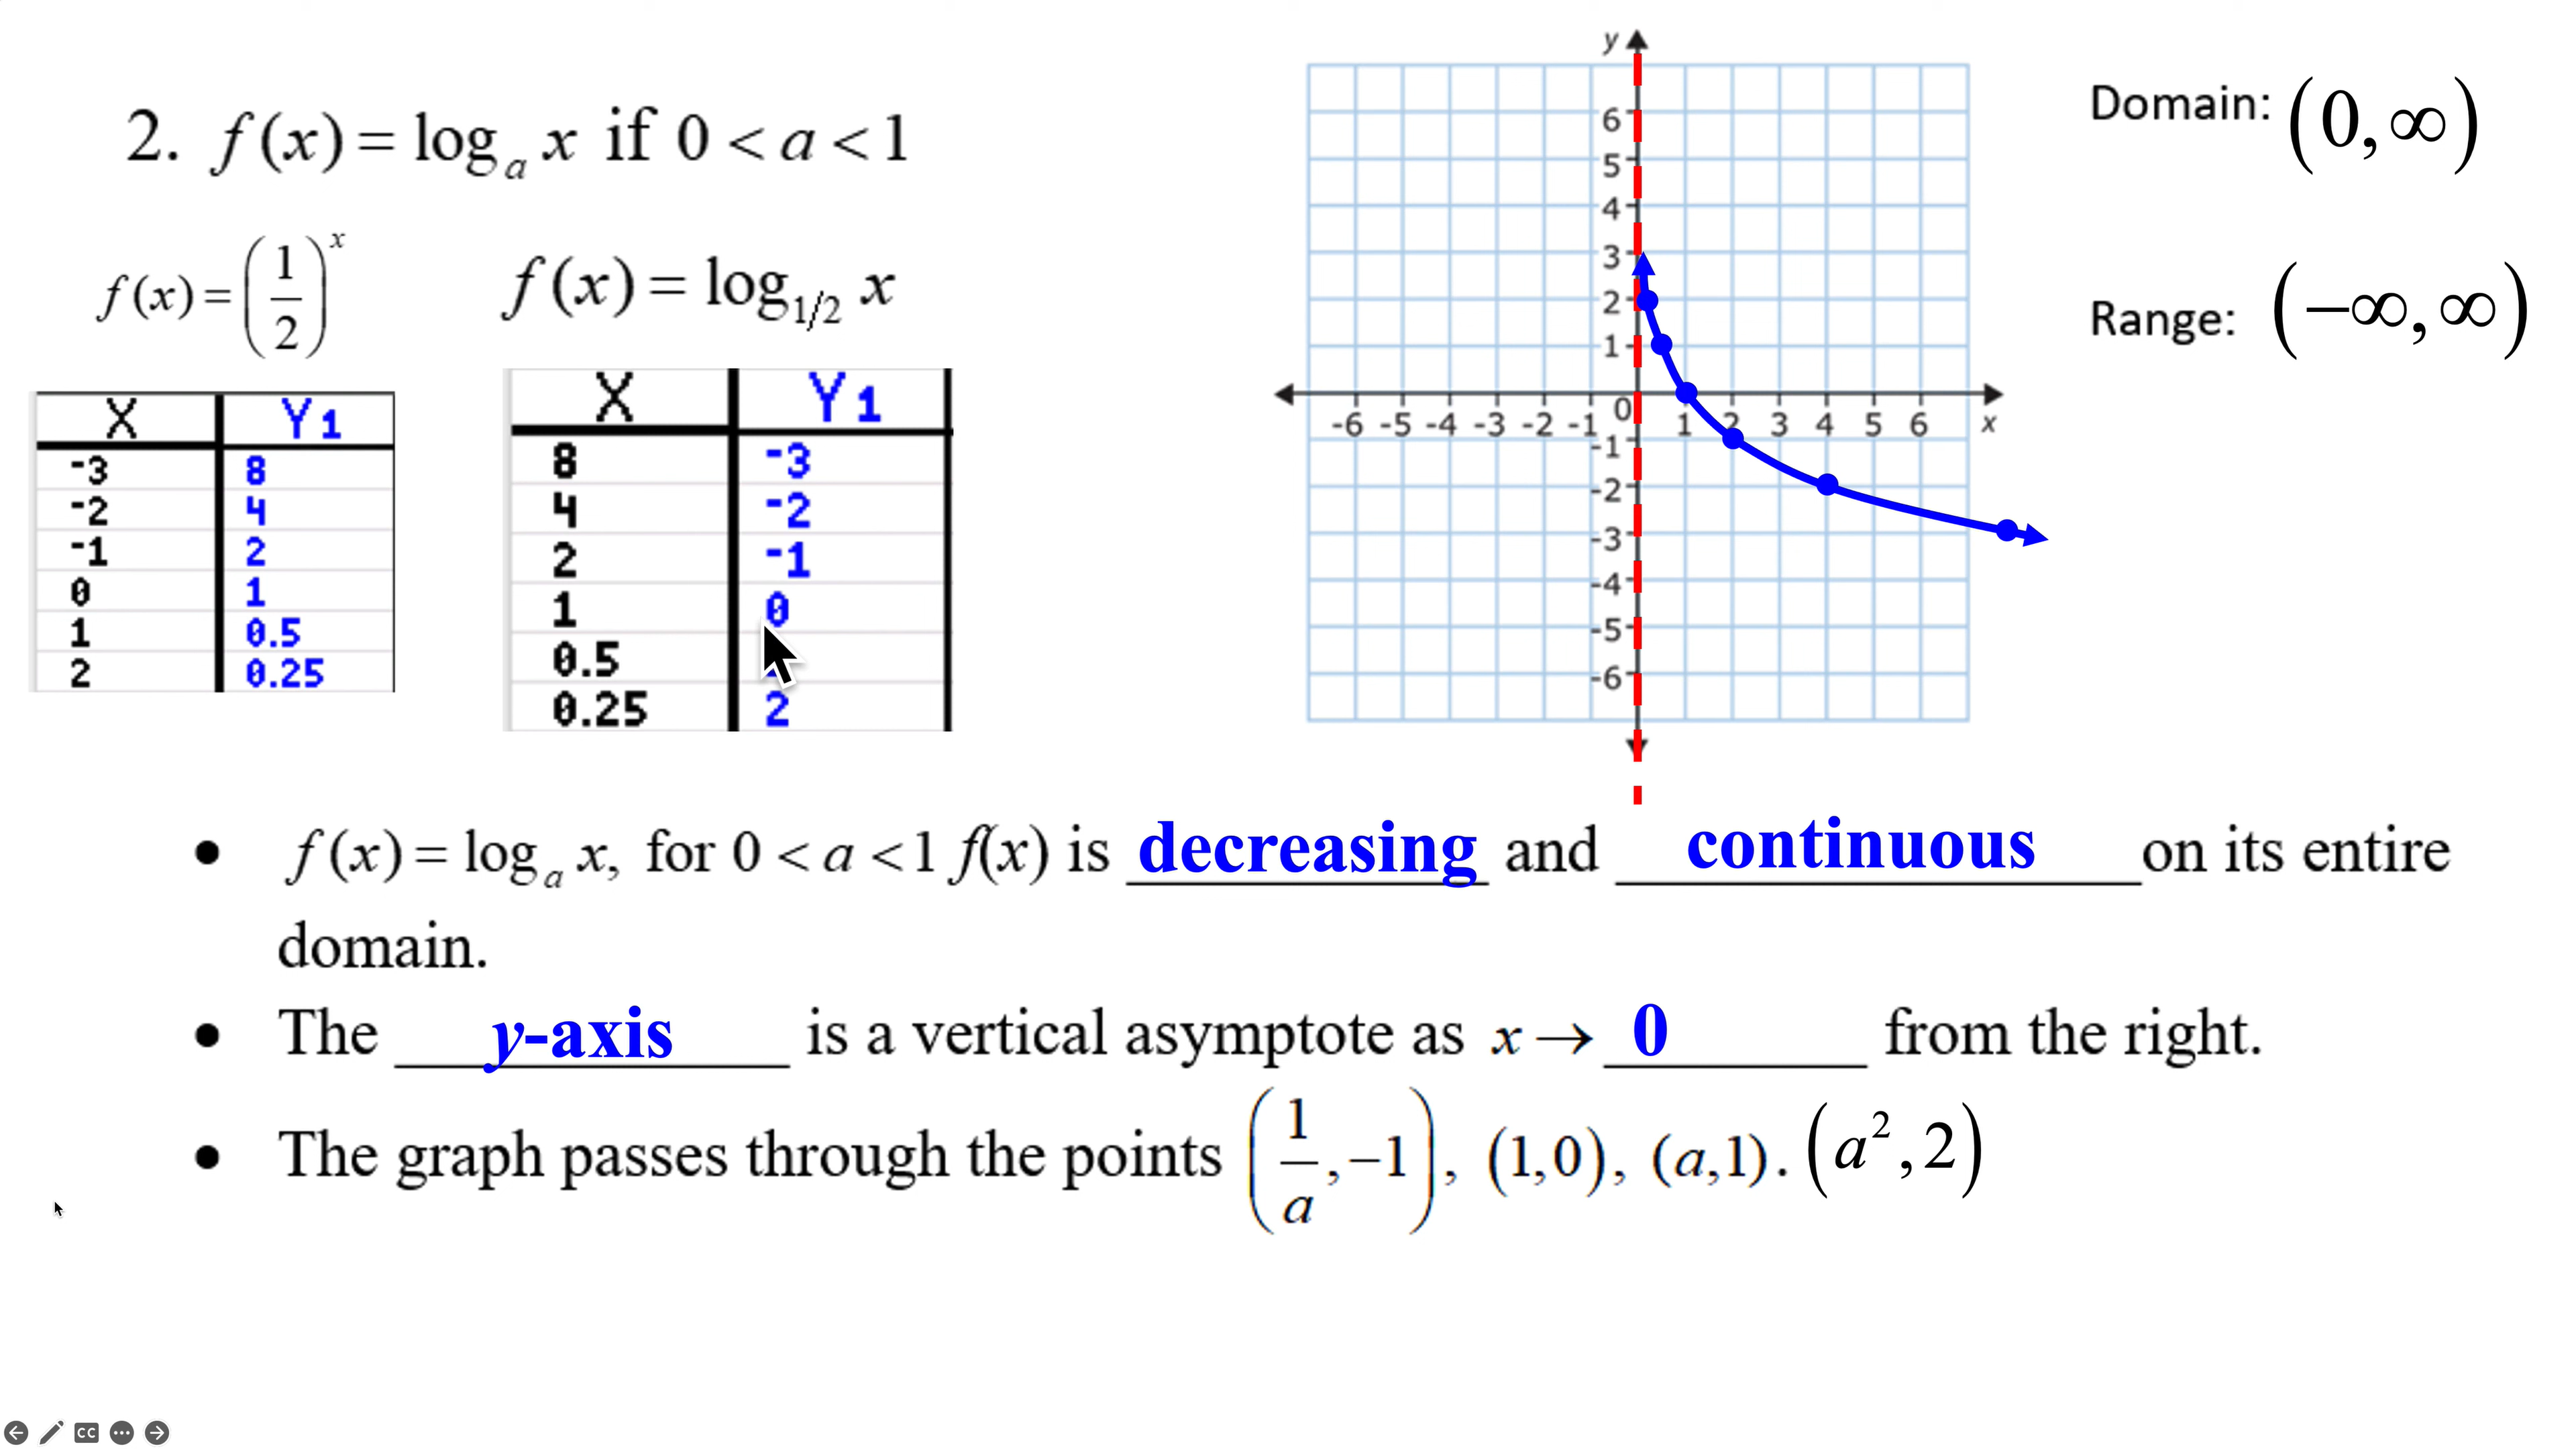 2. f(x) = logₐ x if 0 < a < 1
Domain: (0, ∞)
Range: (−∞, ∞)
f(x) = (1/2)ˣ
f(x) = log₁/₂ x
X Y1
-3 8
-2 4
-1 2
0 1
1 0.5
2 0.25
X Y1
8 -3
4 -2
2 -1
1 0
0.5
0.25 2
y
6
5
4
3
2
1
0
-6 -5 -4 -3 -2 -1 1 2 3 4 5 6 x
-1
-2
-3
-4
-5
-6
• f(x) = logₐ x, for 0 < a < 1 f(x) is decreasing and continuous on its entire
domain.
• The y-axis is a vertical asymptote as x → 0 from the right.
• The graph passes through the points (1/a, −1), (1,0), (a,1). (a², 2)
CC